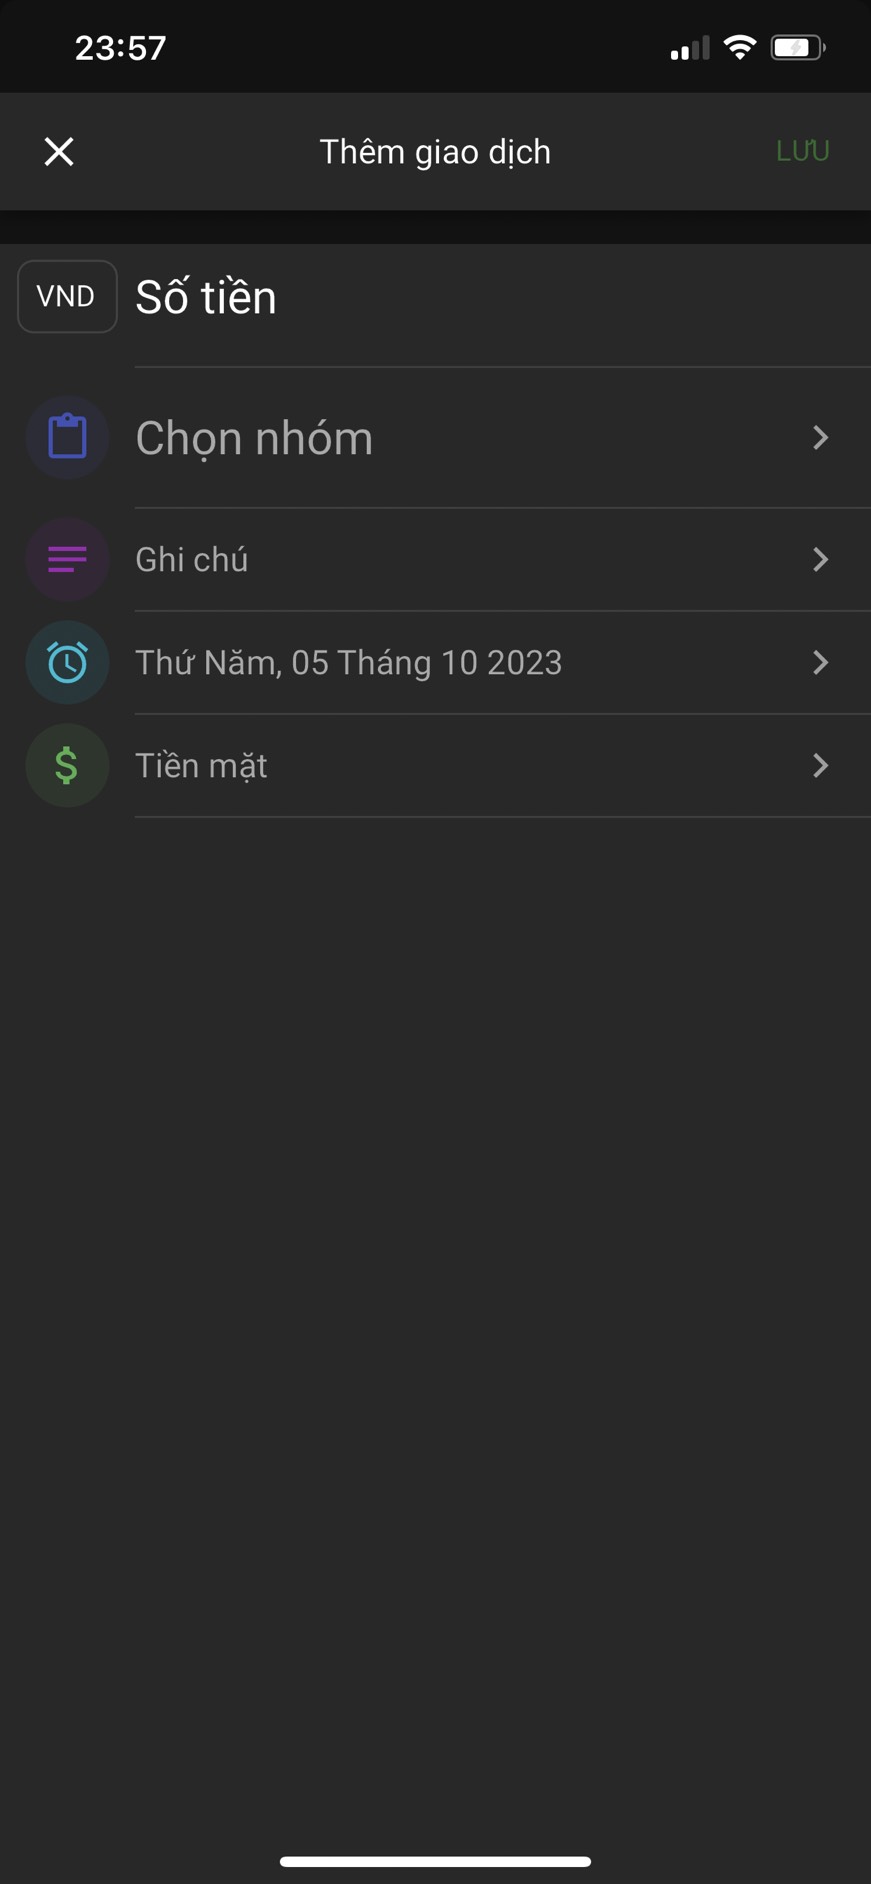 23:57
Thêm giao dịch
LƯU
VND
Số tiền
Chọn nhóm
Ghi chú
Thứ Năm, 05 Tháng 10 2023
Tiền mặt